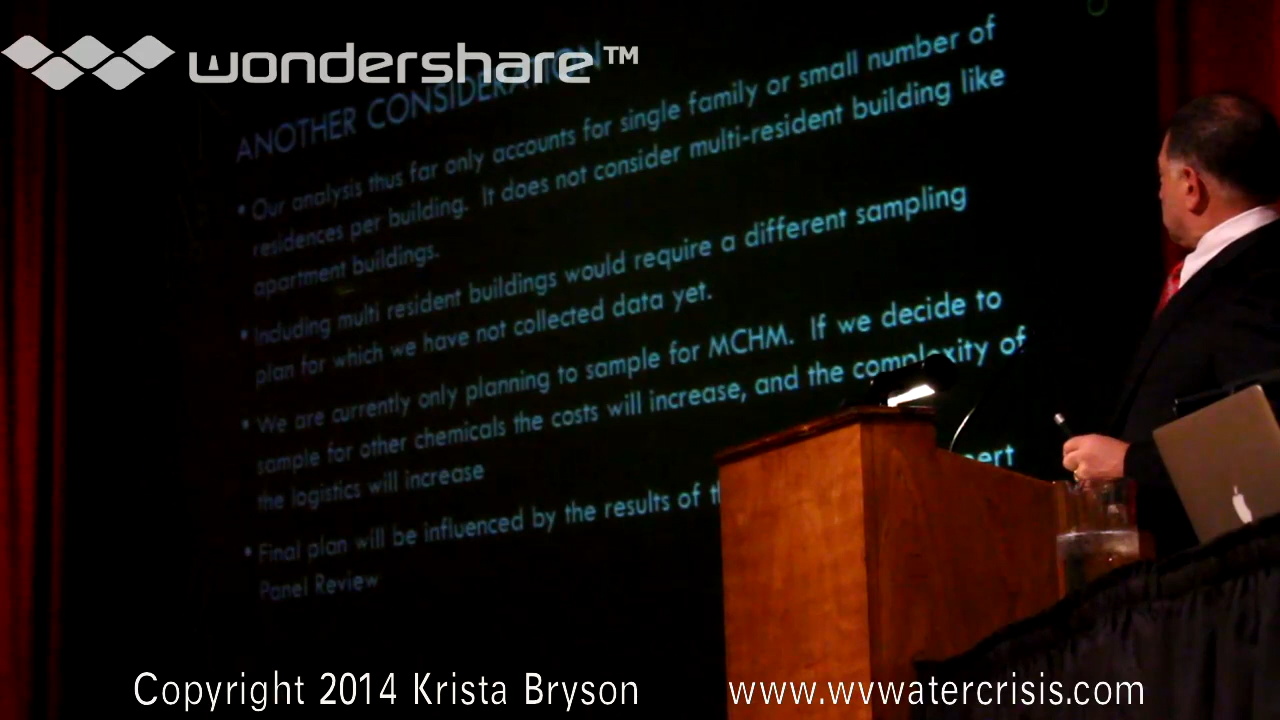 wondershare™
ANOTHER CONSIDERATION
• Our analysis thus far only accounts for single family or small number of
residences per building. It does not consider multi-resident building like
apartment buildings.
• Including multi resident buildings would require a different sampling
plan for which we have not collected data yet.
• We are currently only planning to sample for MCHM. If we decide to
sample for other chemicals the costs will increase, and the complexity of
the logistics will increase
• Final plan will be influenced by the results of
Panel Review
Copyright 2014 Krista Bryson
www.wvwatercrisis.com